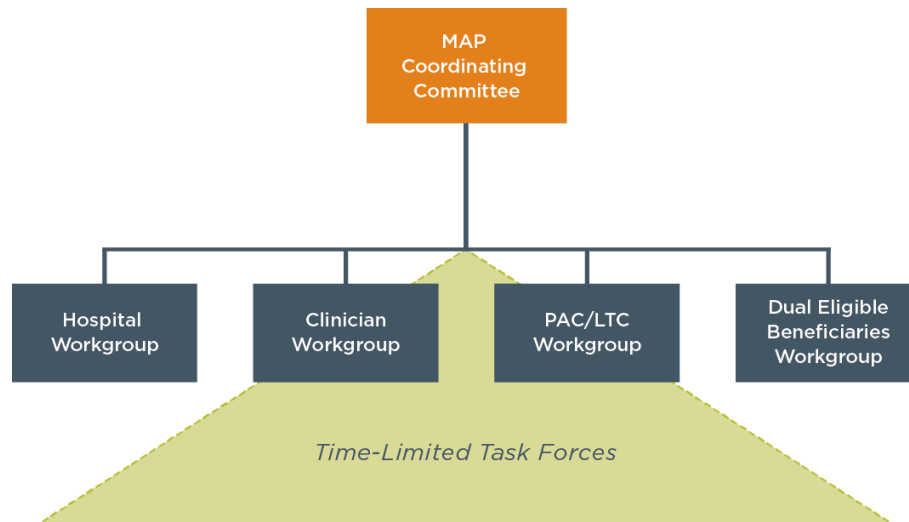 MAP
Coordinating
Committee
Hospital
Workgroup
Clinician
Workgroup
PAC/LTC
Workgroup
Dual Eligible
Beneficiaries
Workgroup
Time-Limited Task Forces